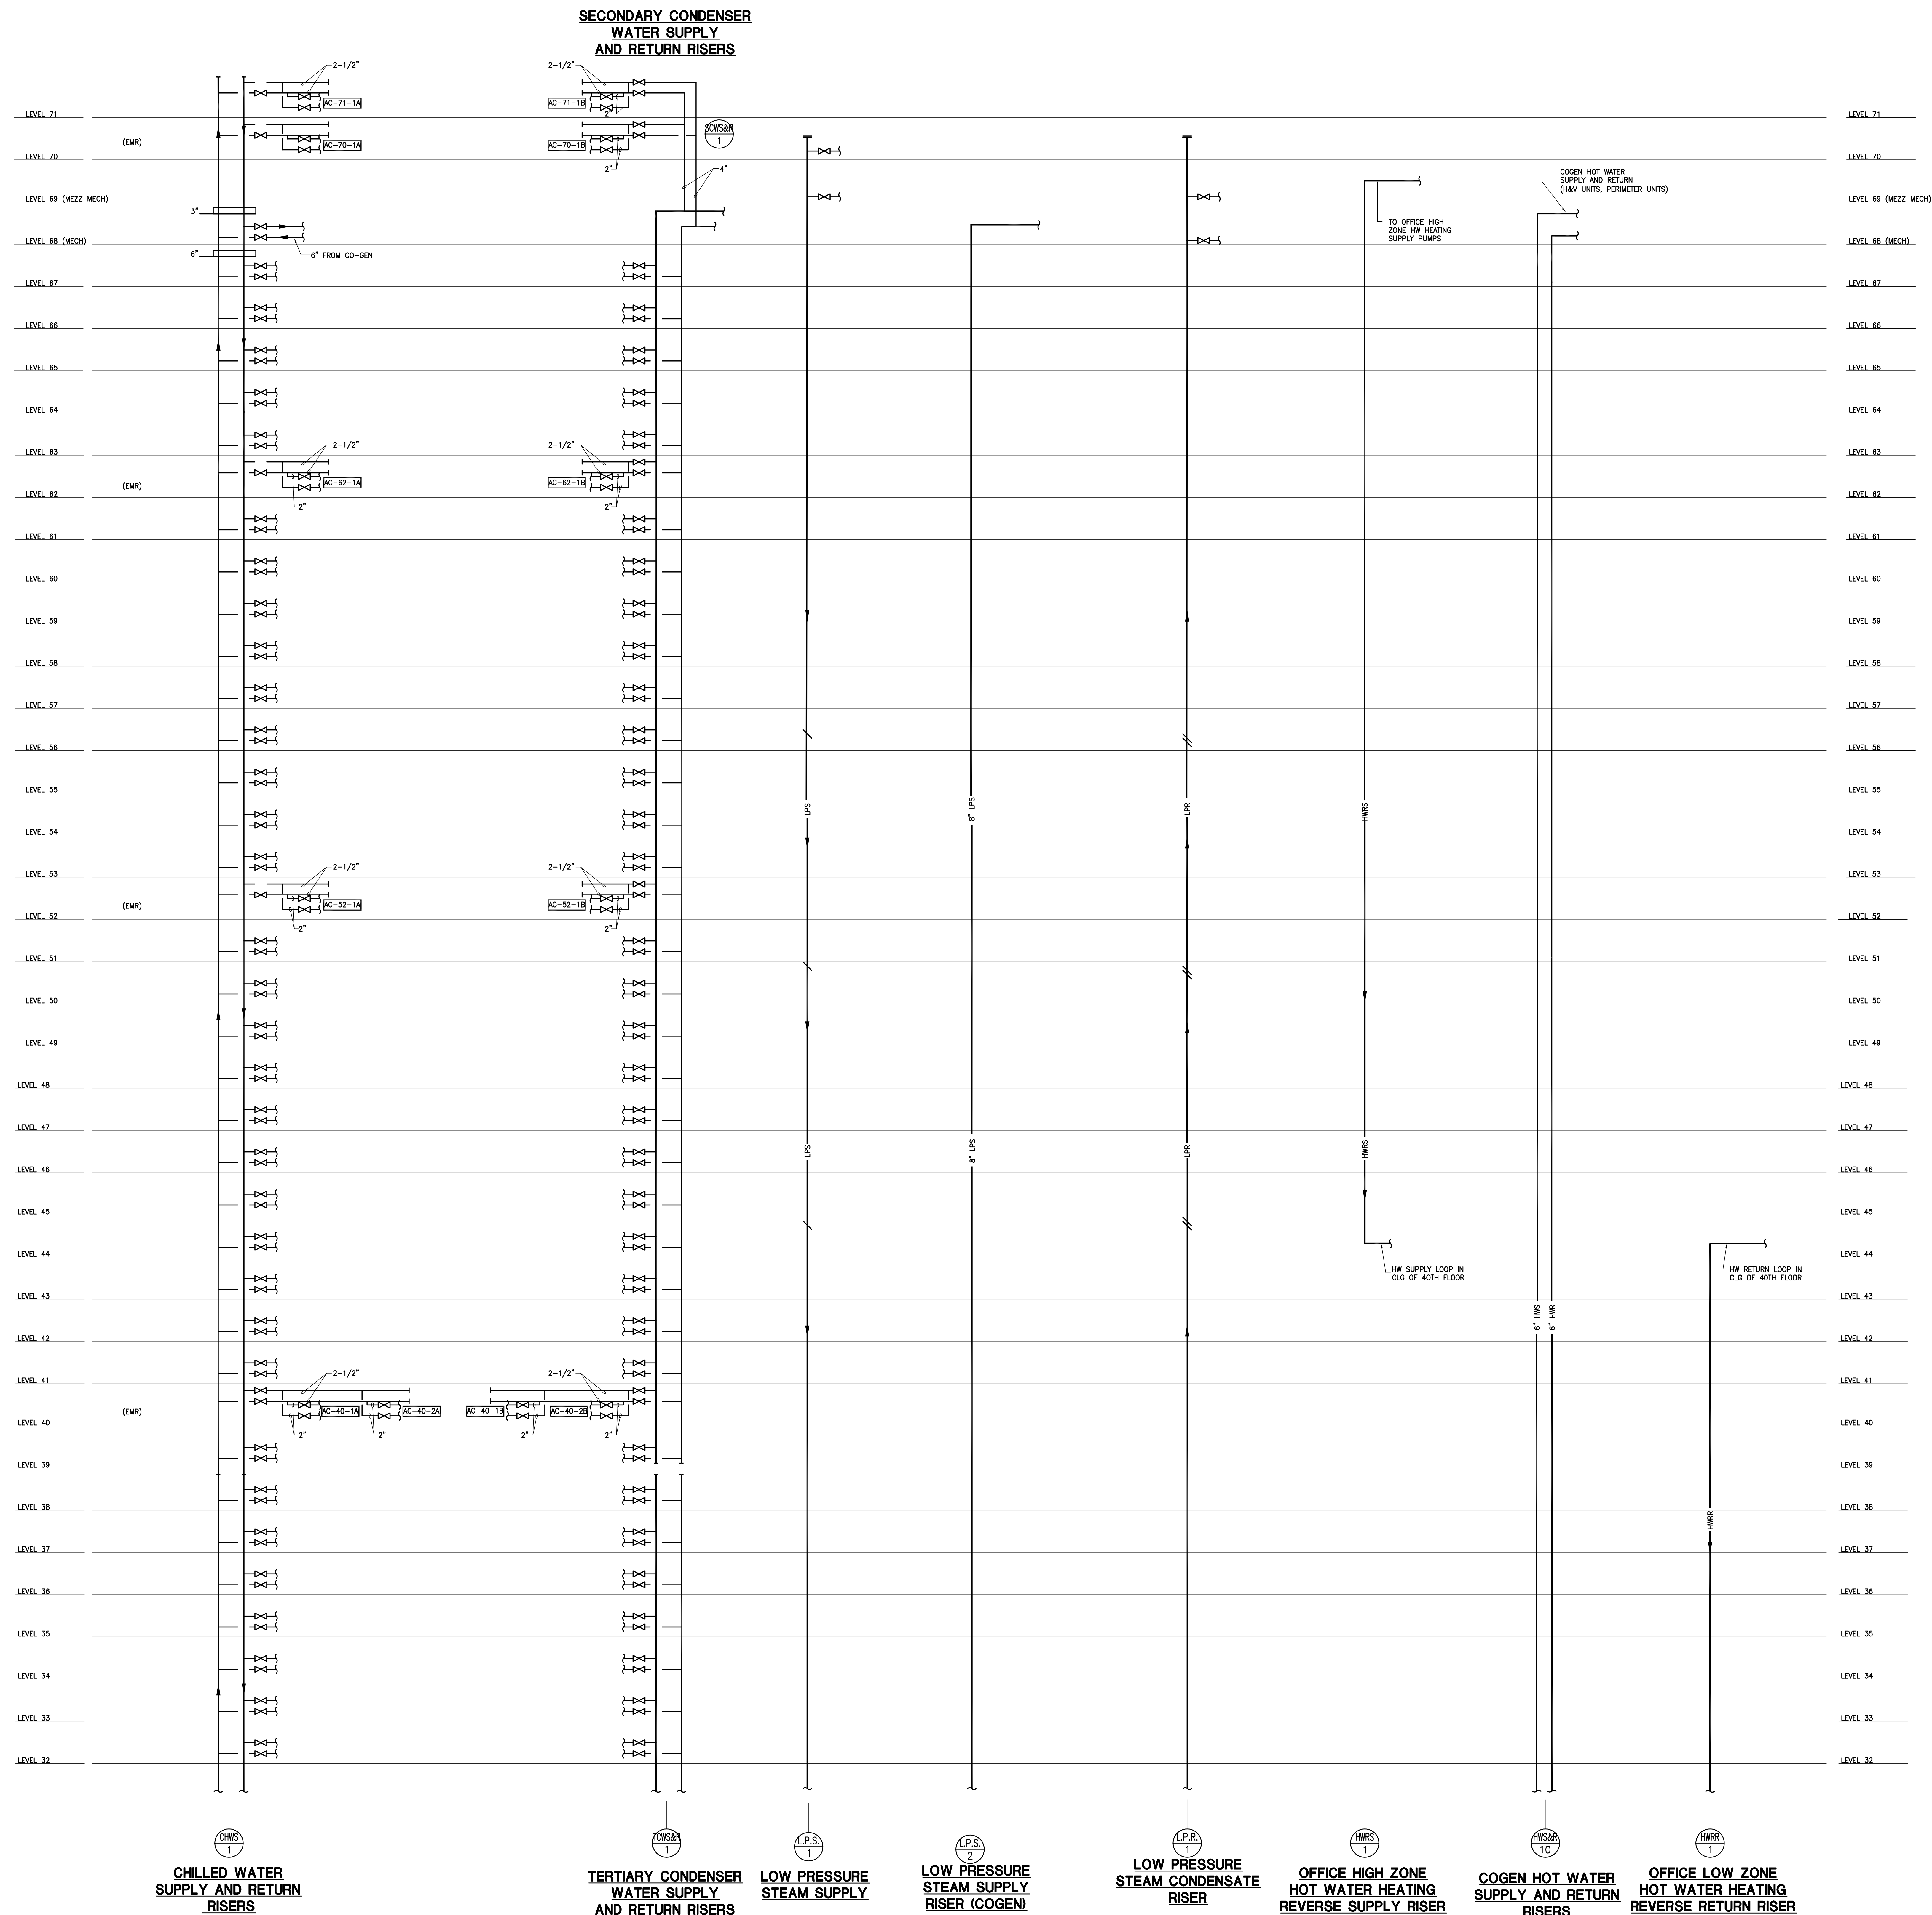 SECONDARY CONDENSER
WATER SUPPLY
AND RETURN RISERS
2-1/2"
2-1/2"
AC-71-1A
AC-71-1B
2"
LEVEL 71
LEVEL 71
SCWS&R
1
(EMR)
AC-70-1A
AC-70-1B
LEVEL 70
LEVEL 70
2"
4"
COGEN HOT WATER
SUPPLY AND RETURN
(H&V UNITS, PERIMETER UNITS)
LEVEL 69 (MEZZ MECH)
LEVEL 69 (MEZZ MECH)
3"
TO OFFICE HIGH
ZONE HW HEATING
SUPPLY PUMPS
LEVEL 68 (MECH)
LEVEL 68 (MECH)
6"
6" FROM CO-GEN
LEVEL 67
LEVEL 67
LEVEL 66
LEVEL 66
LEVEL 65
LEVEL 65
LEVEL 64
LEVEL 64
2-1/2"
2-1/2"
LEVEL 63
LEVEL 63
(EMR)
AC-62-1A
AC-62-1B
LEVEL 62
LEVEL 62
2"
2"
LEVEL 61
LEVEL 61
LEVEL 60
LEVEL 60
LEVEL 59
LEVEL 59
LEVEL 58
LEVEL 58
LEVEL 57
LEVEL 57
LEVEL 56
LEVEL 56
LEVEL 55
LEVEL 55
LPS
8" LPS
LPR
HWRS
LEVEL 54
LEVEL 54
2-1/2"
2-1/2"
LEVEL 53
LEVEL 53
(EMR)
AC-52-1A
AC-52-1B
LEVEL 52
LEVEL 52
2"
2"
LEVEL 51
LEVEL 51
LEVEL 50
LEVEL 50
LEVEL 49
LEVEL 49
LEVEL 48
LEVEL 48
LEVEL 47
LEVEL 47
LPS
8" LPS
LPR
HWRS
LEVEL 46
LEVEL 46
LEVEL 45
LEVEL 45
LEVEL 44
LEVEL 44
HW SUPPLY LOOP IN
CLG OF 40TH FLOOR
HW RETURN LOOP IN
CLG OF 40TH FLOOR
LEVEL 43
LEVEL 43
6" HWS
6" HWR
LEVEL 42
LEVEL 42
2-1/2"
2-1/2"
LEVEL 41
LEVEL 41
(EMR)
AC-40-1A
AC-40-2A
AC-40-1B
AC-40-2B
LEVEL 40
LEVEL 40
2"
2"
2"
2"
LEVEL 39
LEVEL 39
LEVEL 38
LEVEL 38
HWRR
LEVEL 37
LEVEL 37
LEVEL 36
LEVEL 36
LEVEL 35
LEVEL 35
LEVEL 34
LEVEL 34
LEVEL 33
LEVEL 33
LEVEL 32
LEVEL 32
CHWS
1
CHILLED WATER
SUPPLY AND RETURN
RISERS
TCWS&R
1
TERTIARY CONDENSER
WATER SUPPLY
AND RETURN RISERS
L.P.S.
1
LOW PRESSURE
STEAM SUPPLY
L.P.S.
2
LOW PRESSURE
STEAM SUPPLY
RISER (COGEN)
L.P.R.
1
LOW PRESSURE
STEAM CONDENSATE
RISER
HWRS
1
OFFICE HIGH ZONE
HOT WATER HEATING
REVERSE SUPPLY RISER
HWS&R
10
COGEN HOT WATER
SUPPLY AND RETURN
RISERS
HWRR
1
OFFICE LOW ZONE
HOT WATER HEATING
REVERSE RETURN RISER